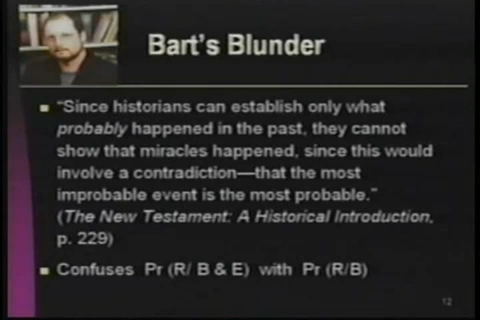 Bart's Blunder
"Since historians can establish only what
probably happened in the past, they cannot
show that miracles happened, since this would
involve a contradiction—that the most
improbable event is the most probable."
(The New Testament: A Historical Introduction,
p. 229)
Confuses Pr (R/ B & E) with Pr (R/B)
12